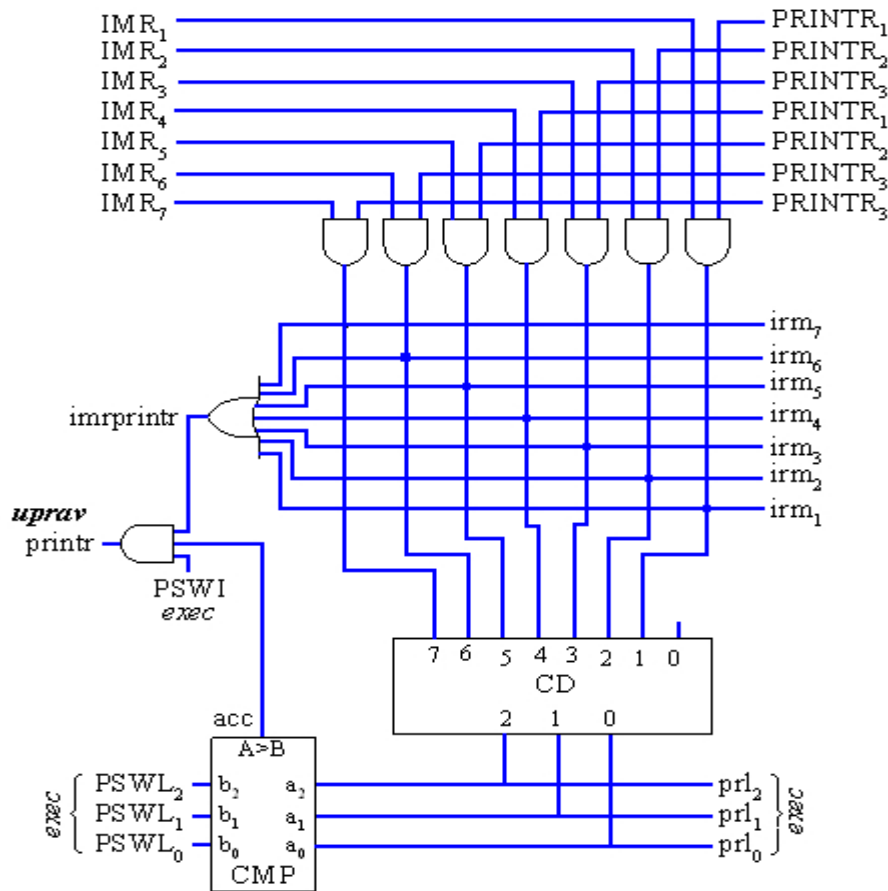 IMR₁ PRINTR₁
IMR₂ PRINTR₂
IMR₃ PRINTR₃
IMR₄ PRINTR₁
IMR₅ PRINTR₂
IMR₆ PRINTR₃
IMR₇ PRINTR₃
irm₇
irm₆
irm₅
imrprintr irm₄
irm₃
irm₂
irm₁
uprav
printr
PSWI
exec
7 6 5 4 3 2 1 0
CD
2 1 0
acc
A>B
PSWL₂ b₂ a₂ prl₂
exec PSWL₁ b₁ a₁ prl₁ exec
PSWL₀ b₀ a₀ prl₀
CMP